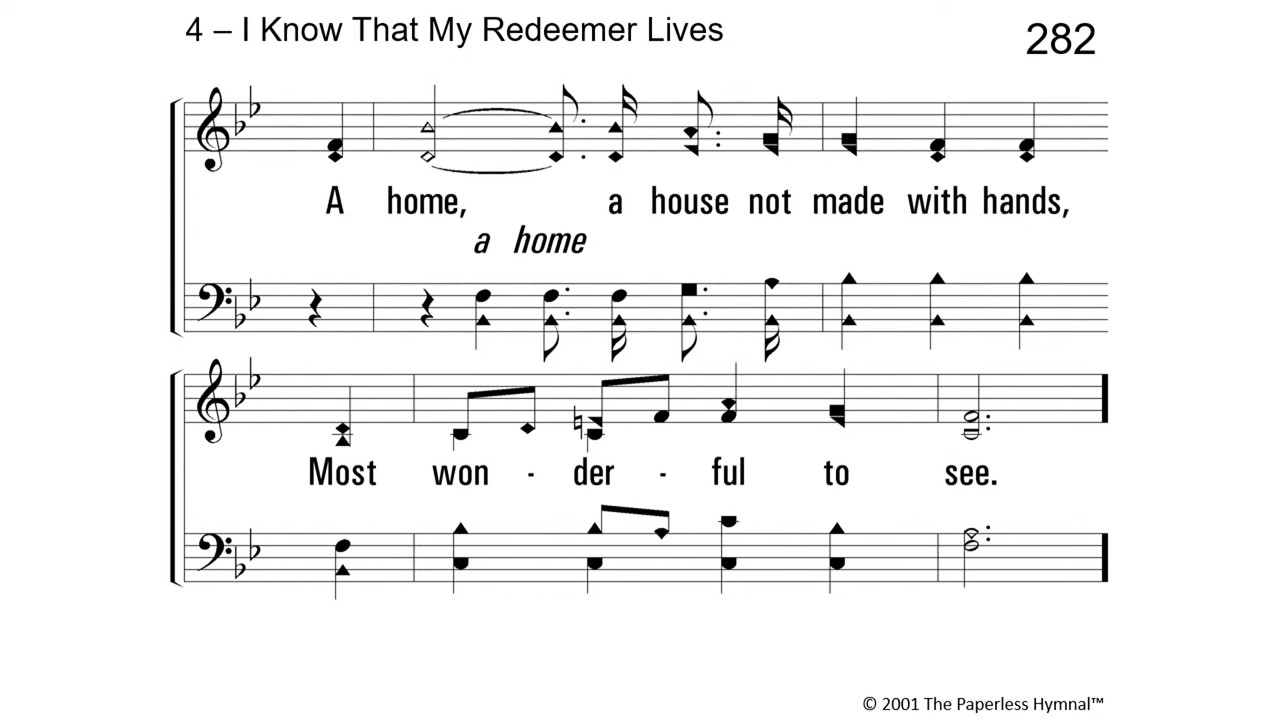 4 – I Know That My Redeemer Lives
282
A home, a house not made with hands,
a home
Most won - der - ful to see.
© 2001 The Paperless Hymnal™